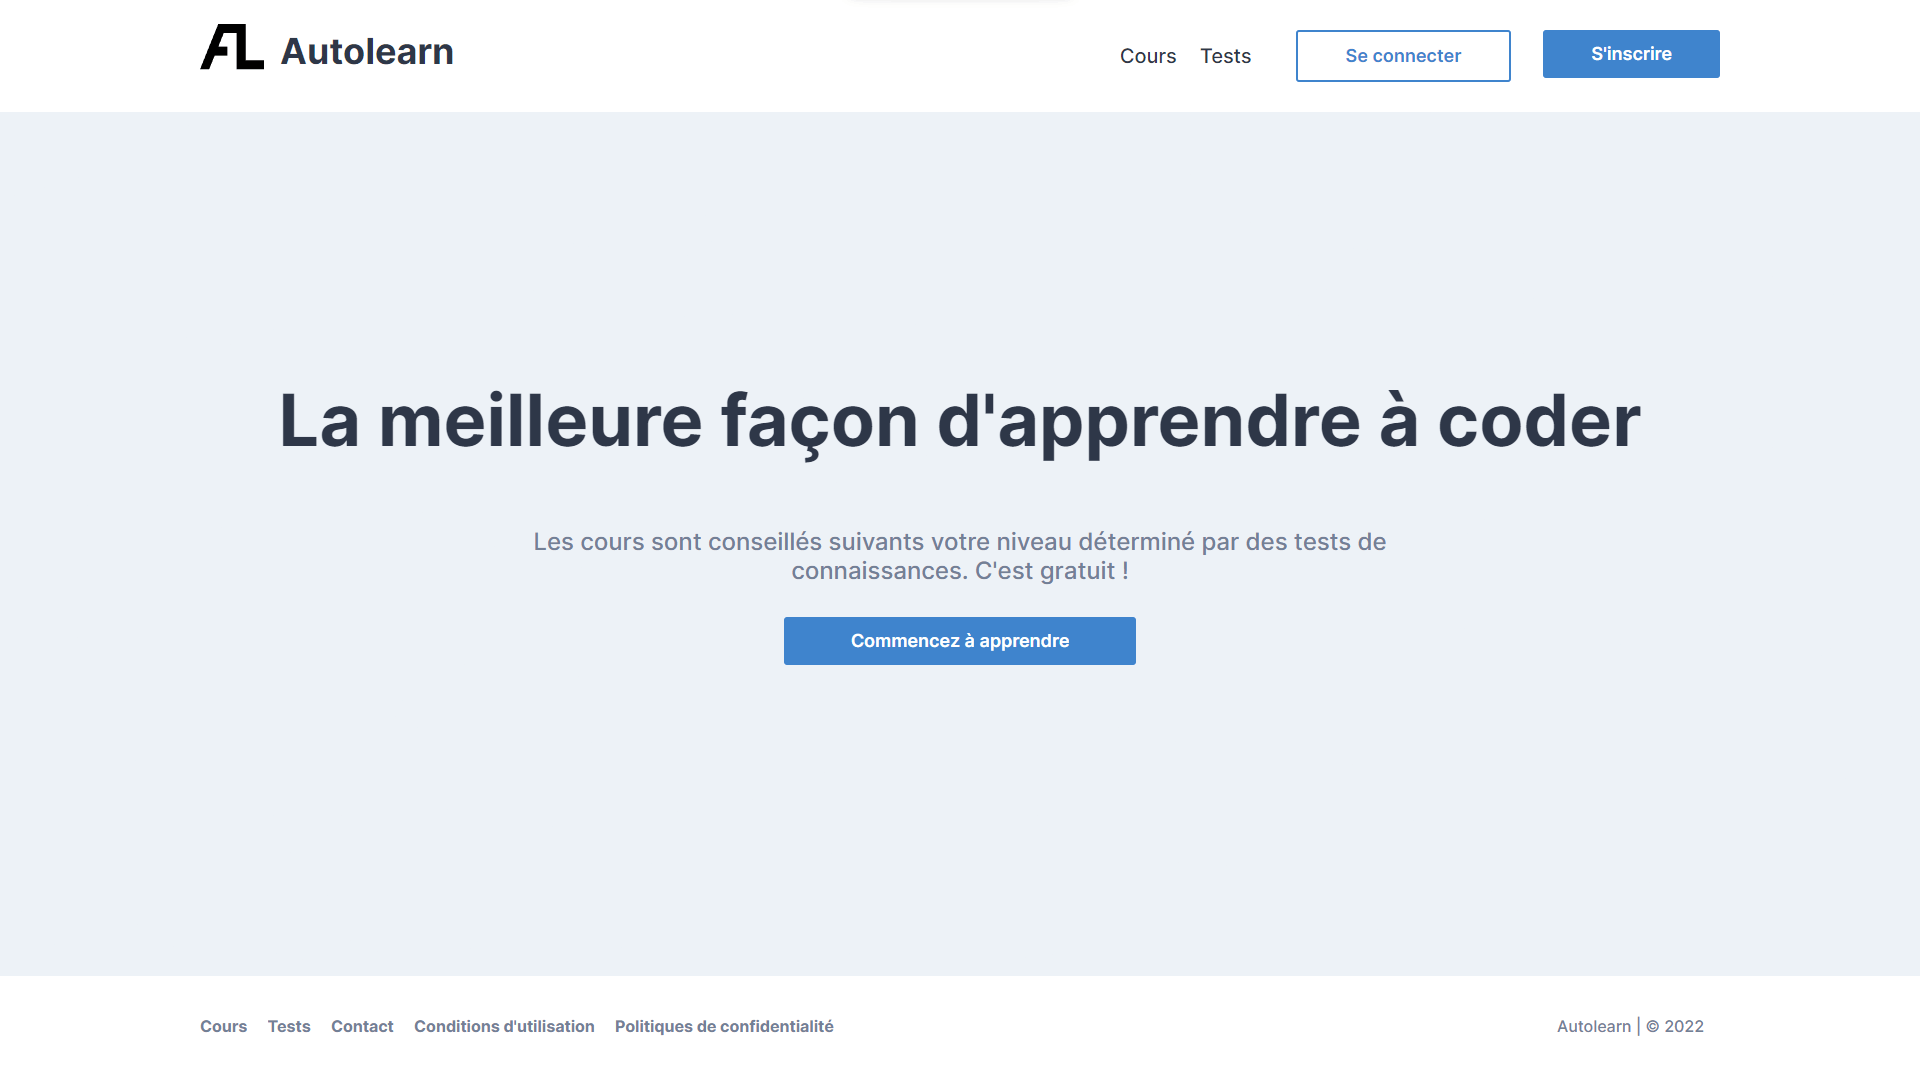 AL Autolearn
Cours Tests Se connecter S'inscrire
La meilleure façon d'apprendre à coder
Les cours sont conseillés suivants votre niveau déterminé par des tests de
connaissances. C'est gratuit !
Commencez à apprendre
Cours Tests Contact Conditions d'utilisation Politiques de confidentialité Autolearn | © 2022